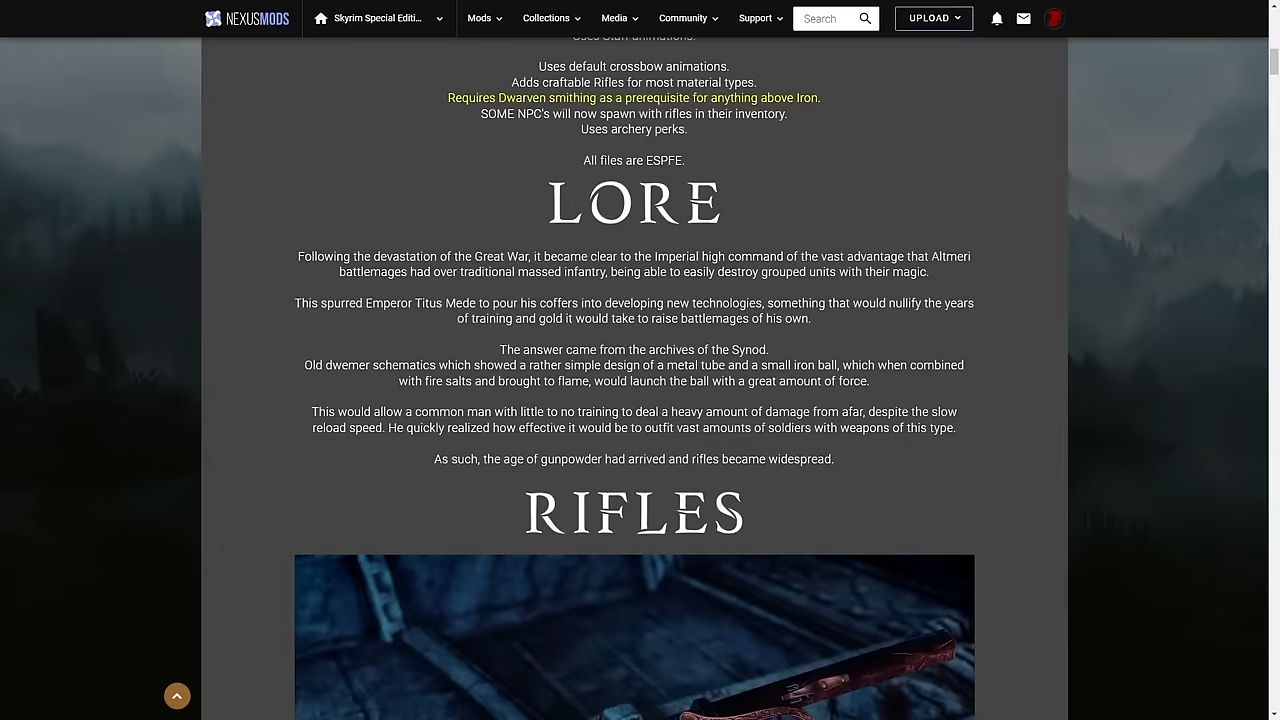 NEXUSMODS
Skyrim Special Editi...
Mods
Collections
Media
Community
Support
Search
UPLOAD
Uses Staff animations.
Uses default crossbow animations.
Adds craftable Rifles for most material types.
Requires Dwarven smithing as a prerequisite for anything above Iron.
SOME NPC's will now spawn with rifles in their inventory.
Uses archery perks.
All files are ESPFE.
LORE
Following the devastation of the Great War, it became clear to the Imperial high command of the vast advantage that Altmeri
battlemages had over traditional massed infantry, being able to easily destroy grouped units with their magic.
This spurred Emperor Titus Mede to pour his coffers into developing new technologies, something that would nullify the years
of training and gold it would take to raise battlemages of his own.
The answer came from the archives of the Synod.
Old dwemer schematics which showed a rather simple design of a metal tube and a small iron ball, which when combined
with fire salts and brought to flame, would launch the ball with a great amount of force.
This would allow a common man with little to no training to deal a heavy amount of damage from afar, despite the slow
reload speed. He quickly realized how effective it would be to outfit vast amounts of soldiers with weapons of this type.
As such, the age of gunpowder had arrived and rifles became widespread.
RIFLES